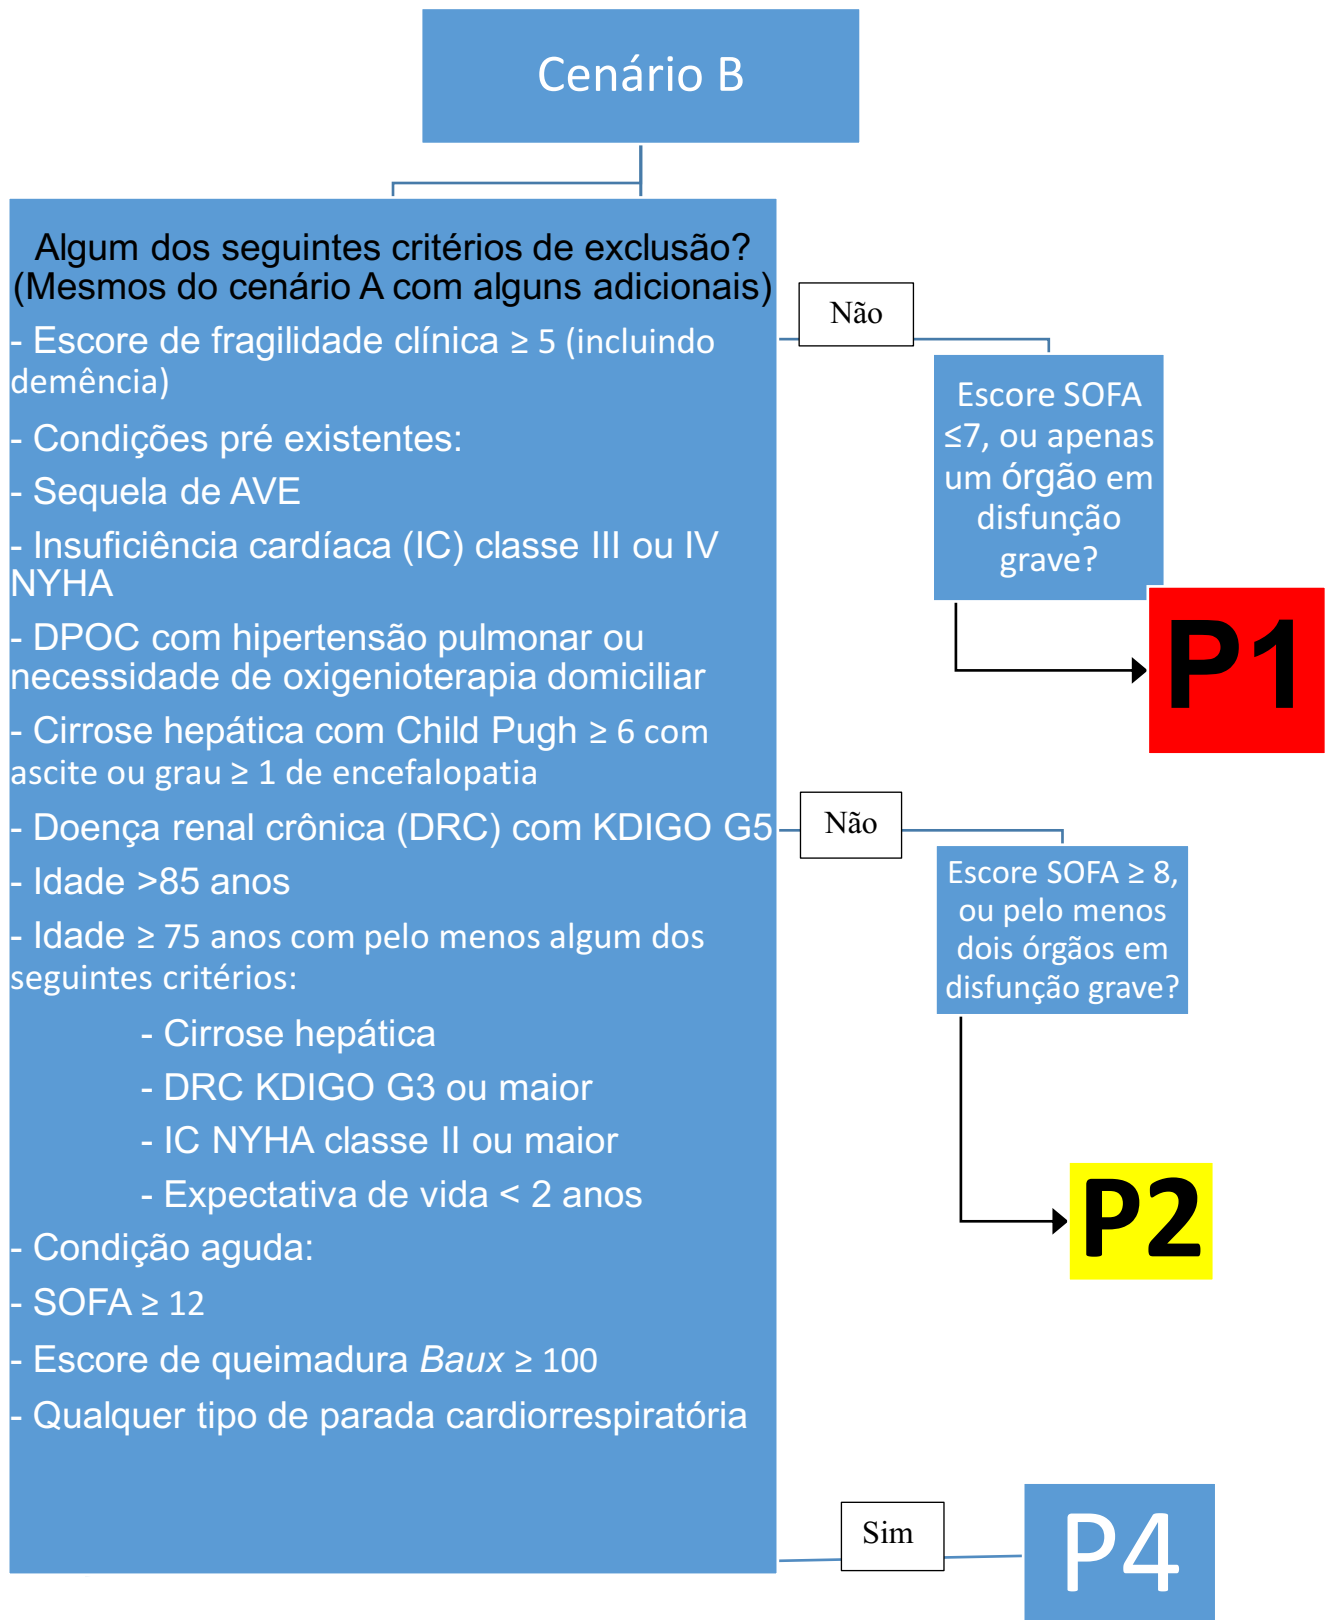 Cenário B
Algum dos seguintes critérios de exclusão?
(Mesmos do cenário A com alguns adicionais)
- Escore de fragilidade clínica ≥ 5 (incluindo
demência)
- Condições pré existentes:
- Sequela de AVE
- Insuficiência cardíaca (IC) classe III ou IV
NYHA
- DPOC com hipertensão pulmonar ou
necessidade de oxigenioterapia domiciliar
- Cirrose hepática com Child Pugh ≥ 6 com
ascite ou grau ≥ 1 de encefalopatia
- Doença renal crônica (DRC) com KDIGO G5
- Idade >85 anos
- Idade ≥ 75 anos com pelo menos algum dos
seguintes critérios:
- Cirrose hepática
- DRC KDIGO G3 ou maior
- IC NYHA classe II ou maior
- Expectativa de vida < 2 anos
- Condição aguda:
- SOFA ≥ 12
- Escore de queimadura Baux ≥ 100
- Qualquer tipo de parada cardiorrespiratória
Não
Escore SOFA
≤7, ou apenas
um órgão em
disfunção
grave?
P1
Não
Escore SOFA ≥ 8,
ou pelo menos
dois órgãos em
disfunção grave?
P2
Sim
P4